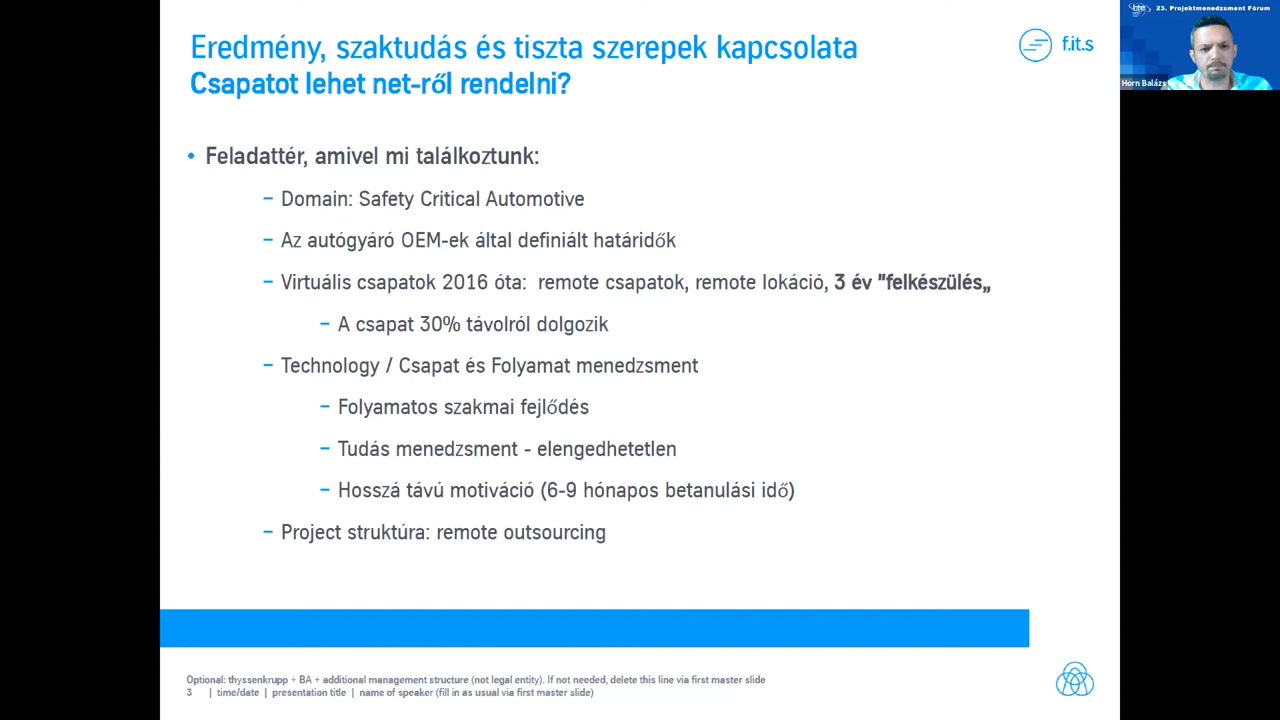 Eredmény, szaktudás és tiszta szerepek kapcsolata
Csapatot lehet net-ről rendelni?
f.it.s
23. Projektmenedzsment Fórum
Horn Balázs
• Feladattér, amivel mi találkoztunk:
– Domain: Safety Critical Automotive
– Az autógyáró OEM-ek által definiált határidők
– Virtuális csapatok 2016 óta: remote csapatok, remote lokáció, 3 év "felkészülés„
– A csapat 30% távolról dolgozik
– Technology / Csapat és Folyamat menedzsment
– Folyamatos szakmai fejlődés
– Tudás menedzsment - elengedhetetlen
– Hosszá távú motiváció (6-9 hónapos betanulási idő)
– Project struktúra: remote outsourcing
Optional: thyssenkrupp + BA + additional management structure (not legal entity). If not needed, delete this line via first master slide
3 | time/date | presentation title | name of speaker (fill in as usual via first master slide)